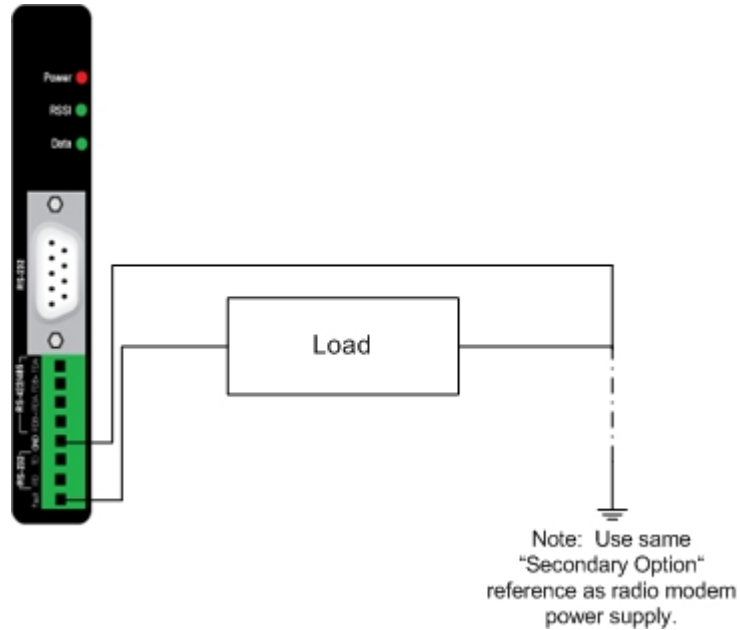 Power
RSSI
Data
RS-232
RS-422/485
GND
RS-232
Load
Note: Use same
“Secondary Option“
reference as radio modem
power supply.